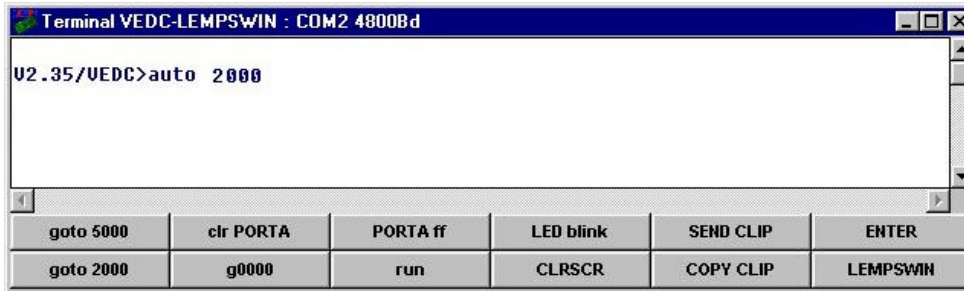 Terminal VEDC-LEMPSWIN : COM2 4800Bd
V2.35/VEDC>auto 2000
goto 5000 clr PORTA PORTA ff LED blink SEND CLIP ENTER
goto 2000 g0000 run CLRSCR COPY CLIP LEMPSWIN